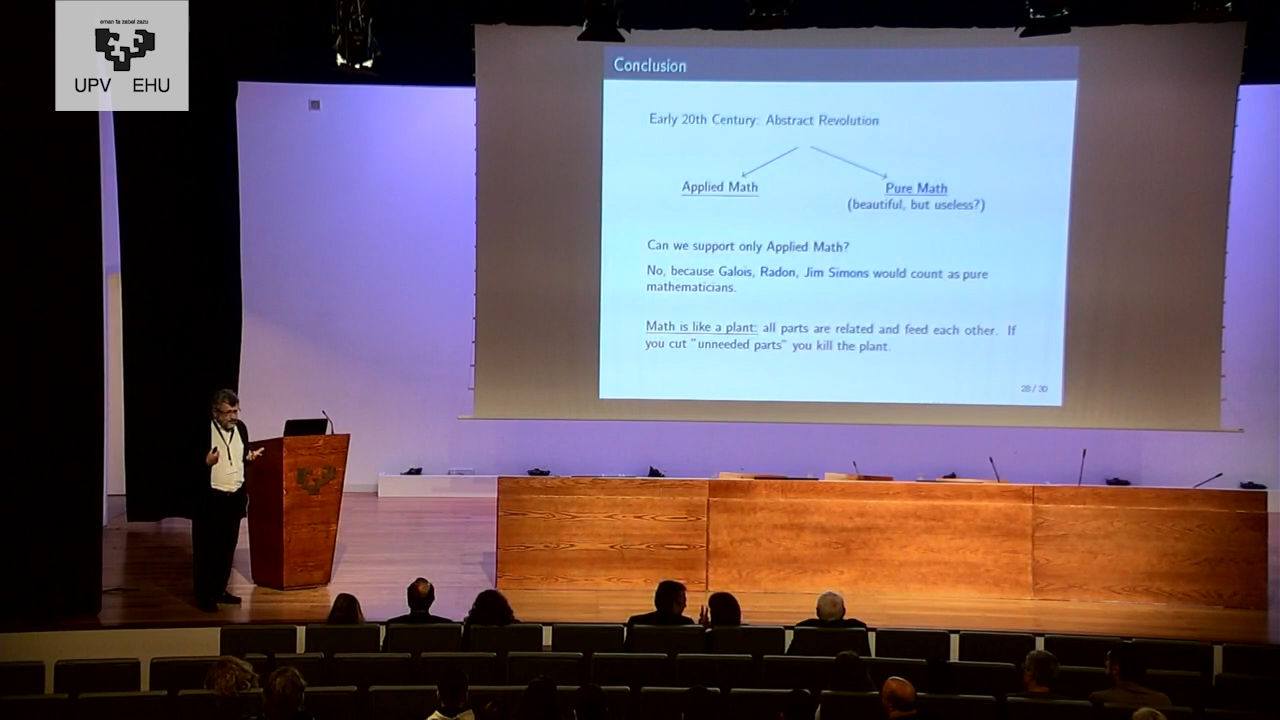 eman ta zabal zazu
UPV EHU
Conclusion
Early 20th Century: Abstract Revolution
Applied Math
Pure Math
(beautiful, but useless?)
Can we support only Applied Math?
No, because Galois, Radon, Jim Simons would count as pure
mathematicians.
Math is like a plant: all parts are related and feed each other. If
you cut "unneeded parts" you kill the plant.
28 / 30